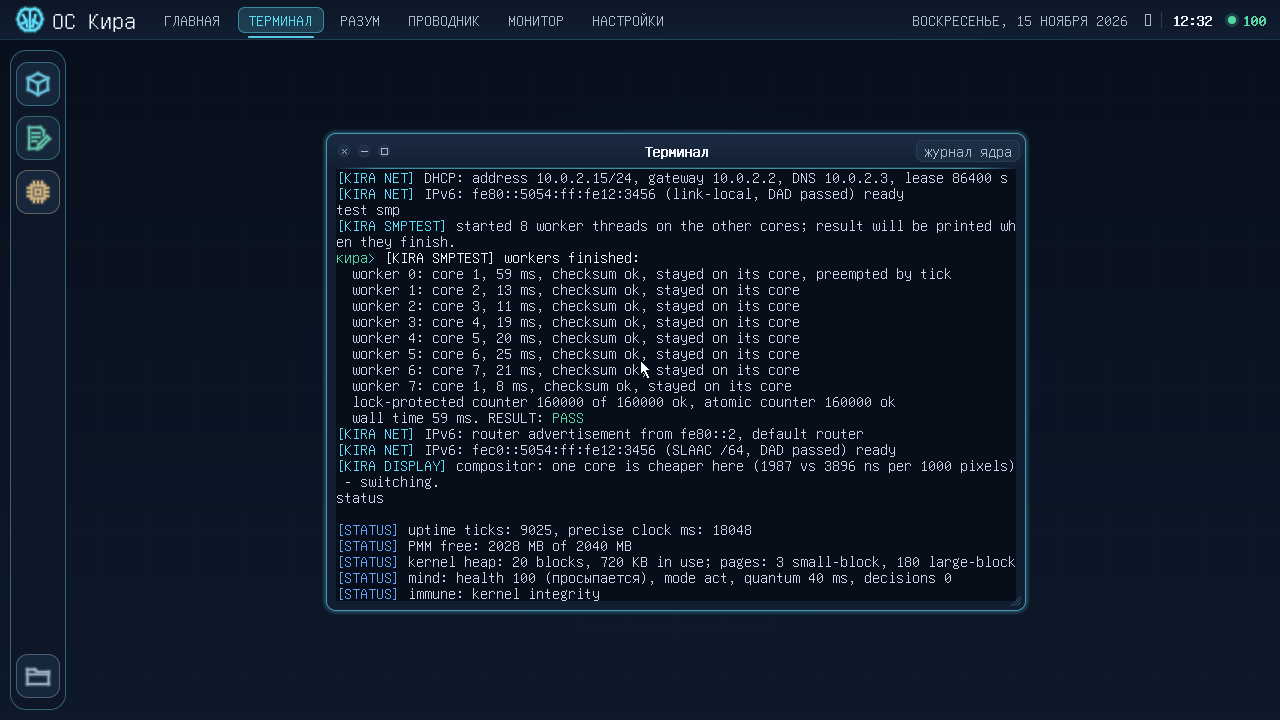 ОС Кира
ГЛАВНАЯ ТЕРМИНАЛ РАЗУМ ПРОВОДНИК МОНИТОР НАСТРОЙКИ
ВОСКРЕСЕНЬЕ, 15 НОЯБРЯ 2026 12:32 100
Терминал
журнал ядра
[KIRA NET] DHCP: address 10.0.2.15/24, gateway 10.0.2.2, DNS 10.0.2.3, lease 86400 s
[KIRA NET] IPv6: fe80::5054:ff:fe12:3456 (link-local, DAD passed) ready
test smp
[KIRA SMPTEST] started 8 worker threads on the other cores; result will be printed wh
en they finish.
кира> [KIRA SMPTEST] workers finished:
worker 0: core 1, 59 ms, checksum ok, stayed on its core, preempted by tick
worker 1: core 2, 13 ms, checksum ok, stayed on its core
worker 2: core 3, 11 ms, checksum ok, stayed on its core
worker 3: core 4, 19 ms, checksum ok, stayed on its core
worker 4: core 5, 20 ms, checksum ok, stayed on its core
worker 5: core 6, 25 ms, checksum ok, stayed on its core
worker 6: core 7, 21 ms, checksum ok, stayed on its core
worker 7: core 1, 8 ms, checksum ok, stayed on its core
lock-protected counter 160000 of 160000 ok, atomic counter 160000 ok
wall time 59 ms. RESULT: PASS
[KIRA NET] IPv6: router advertisement from fe80::2, default router
[KIRA NET] IPv6: fec0::5054:ff:fe12:3456 (SLAAC /64, DAD passed) ready
[KIRA DISPLAY] compositor: one core is cheaper here (1987 vs 3896 ns per 1000 pixels)
- switching.
status
[STATUS] uptime ticks: 9025, precise clock ms: 18048
[STATUS] PMM free: 2028 MB of 2040 MB
[STATUS] kernel heap: 20 blocks, 720 KB in use; pages: 3 small-block, 180 large-block
[STATUS] mind: health 100 (просыпается), mode act, quantum 40 ms, decisions 0
[STATUS] immune: kernel integrity